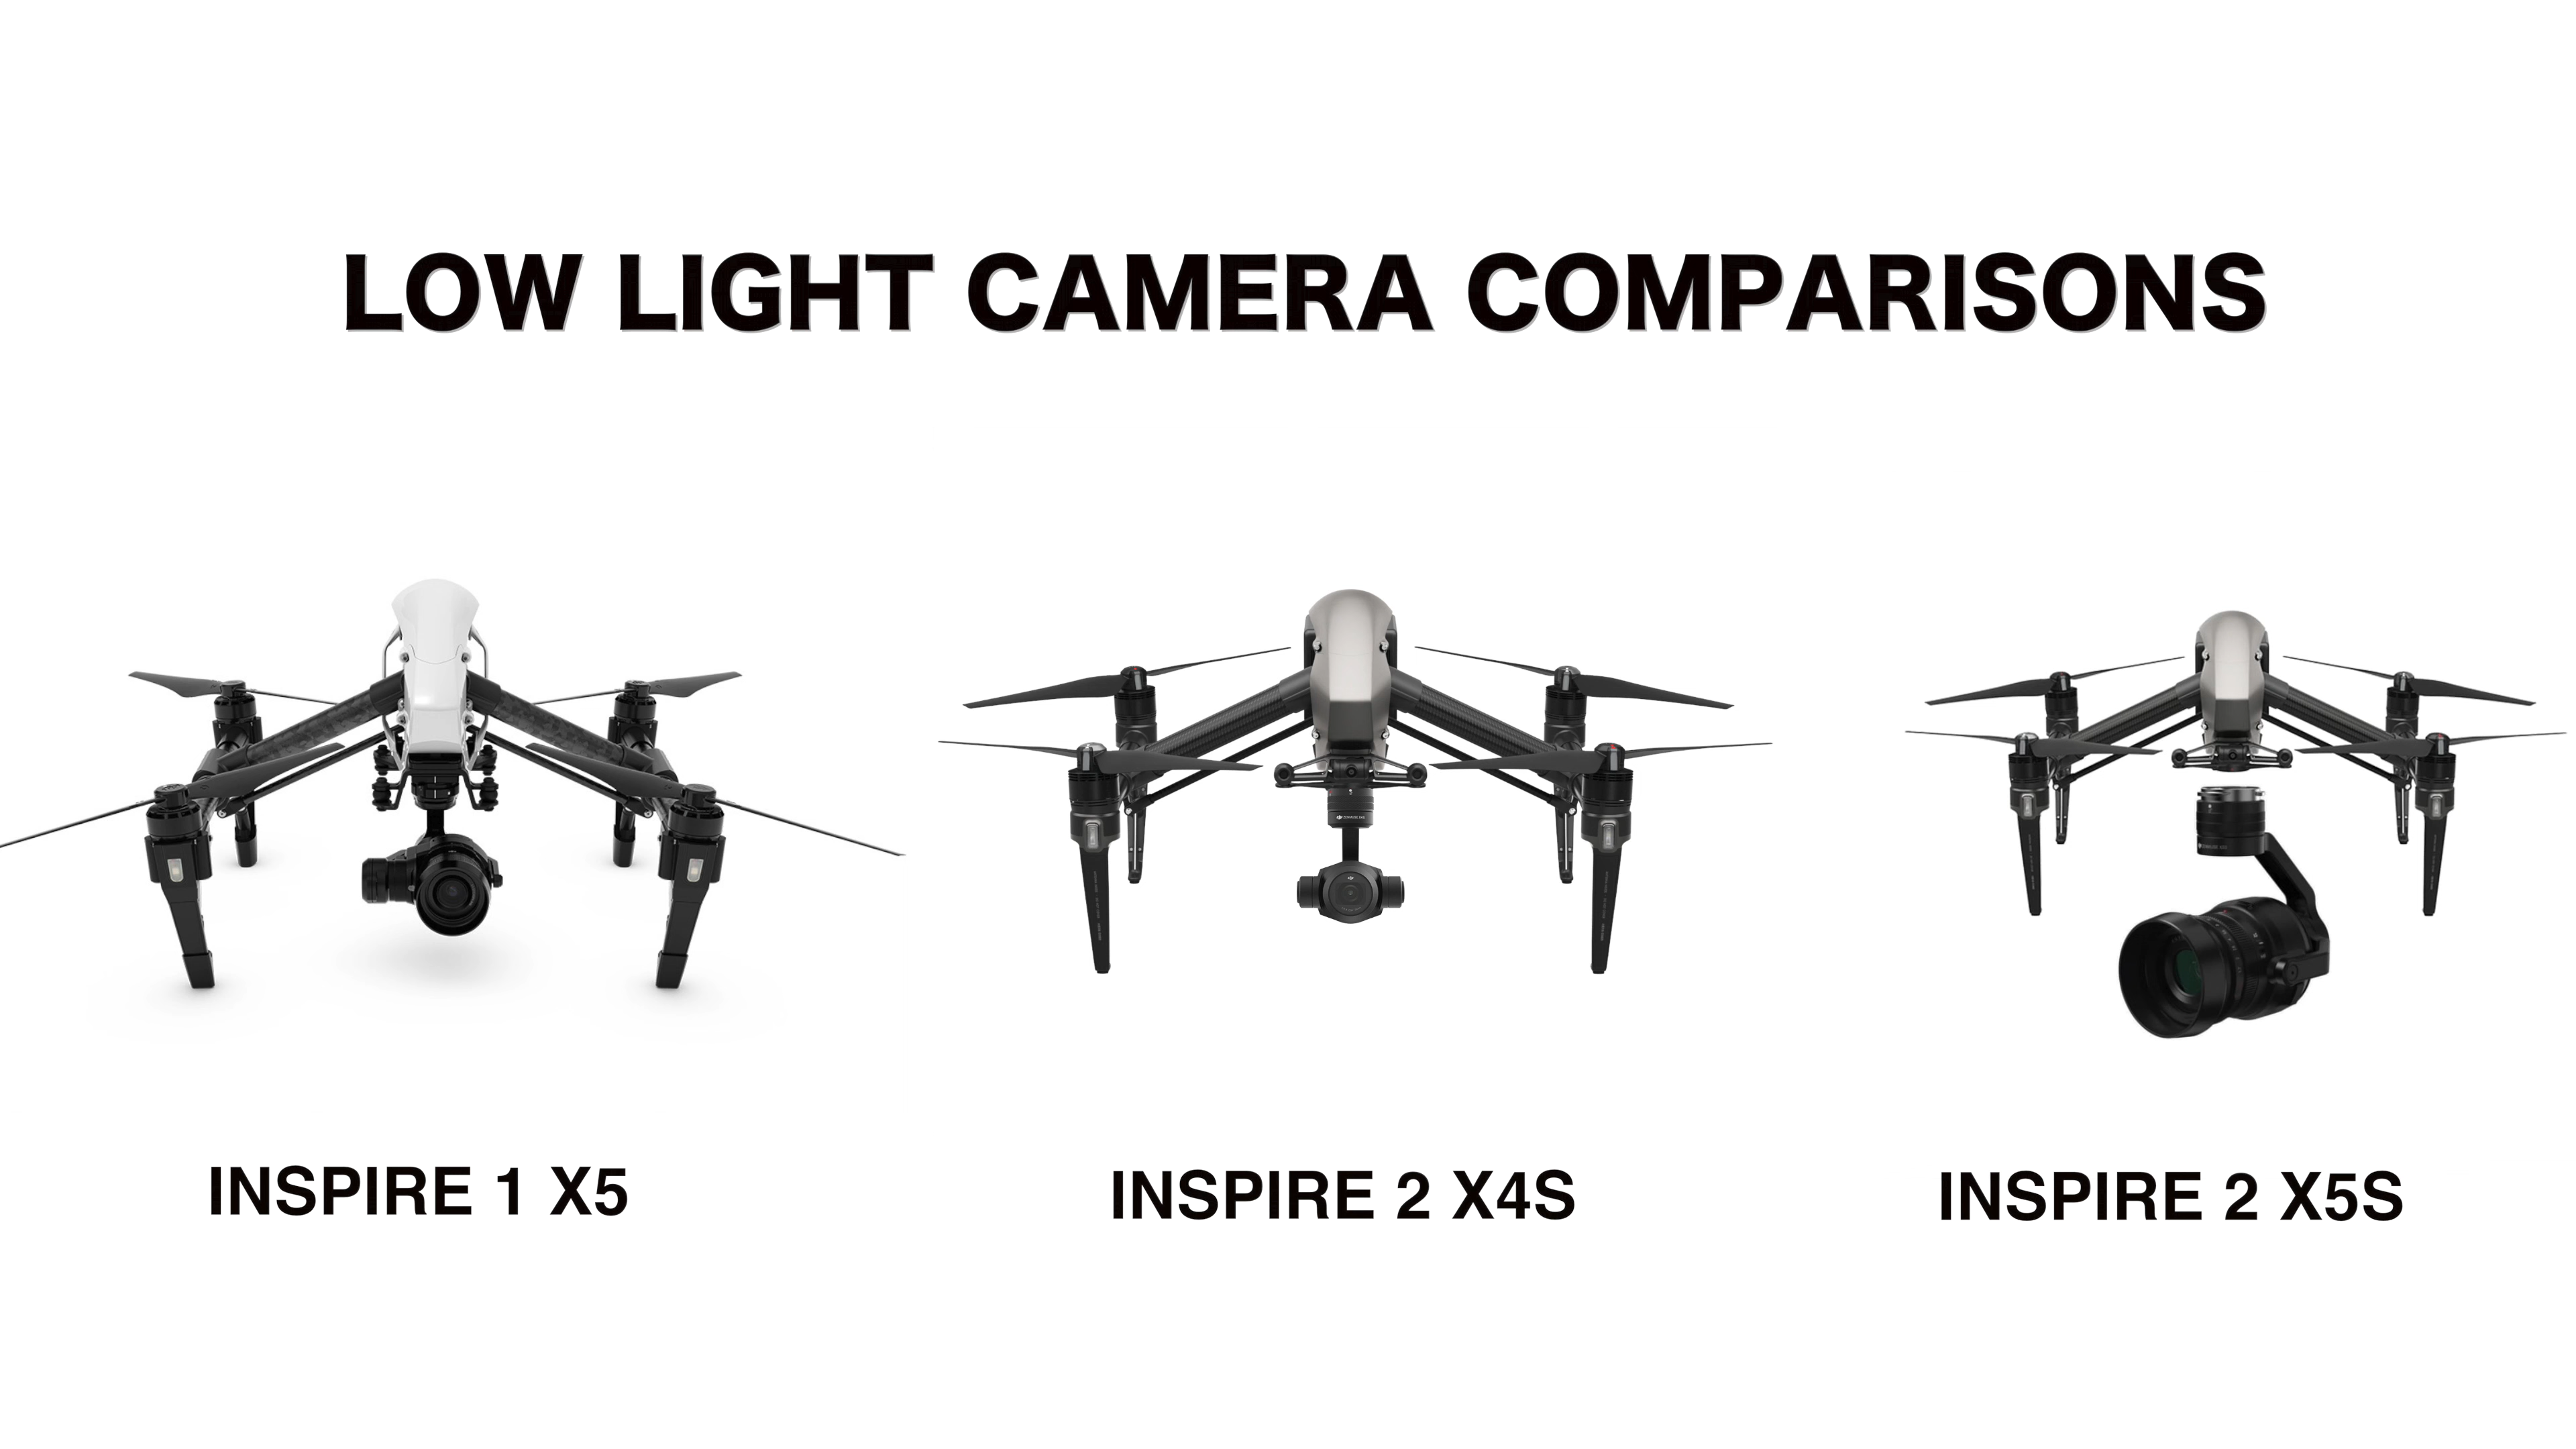 LOW LIGHT CAMERA COMPARISONS
INSPIRE 1 X5
INSPIRE 2 X4S
INSPIRE 2 X5S